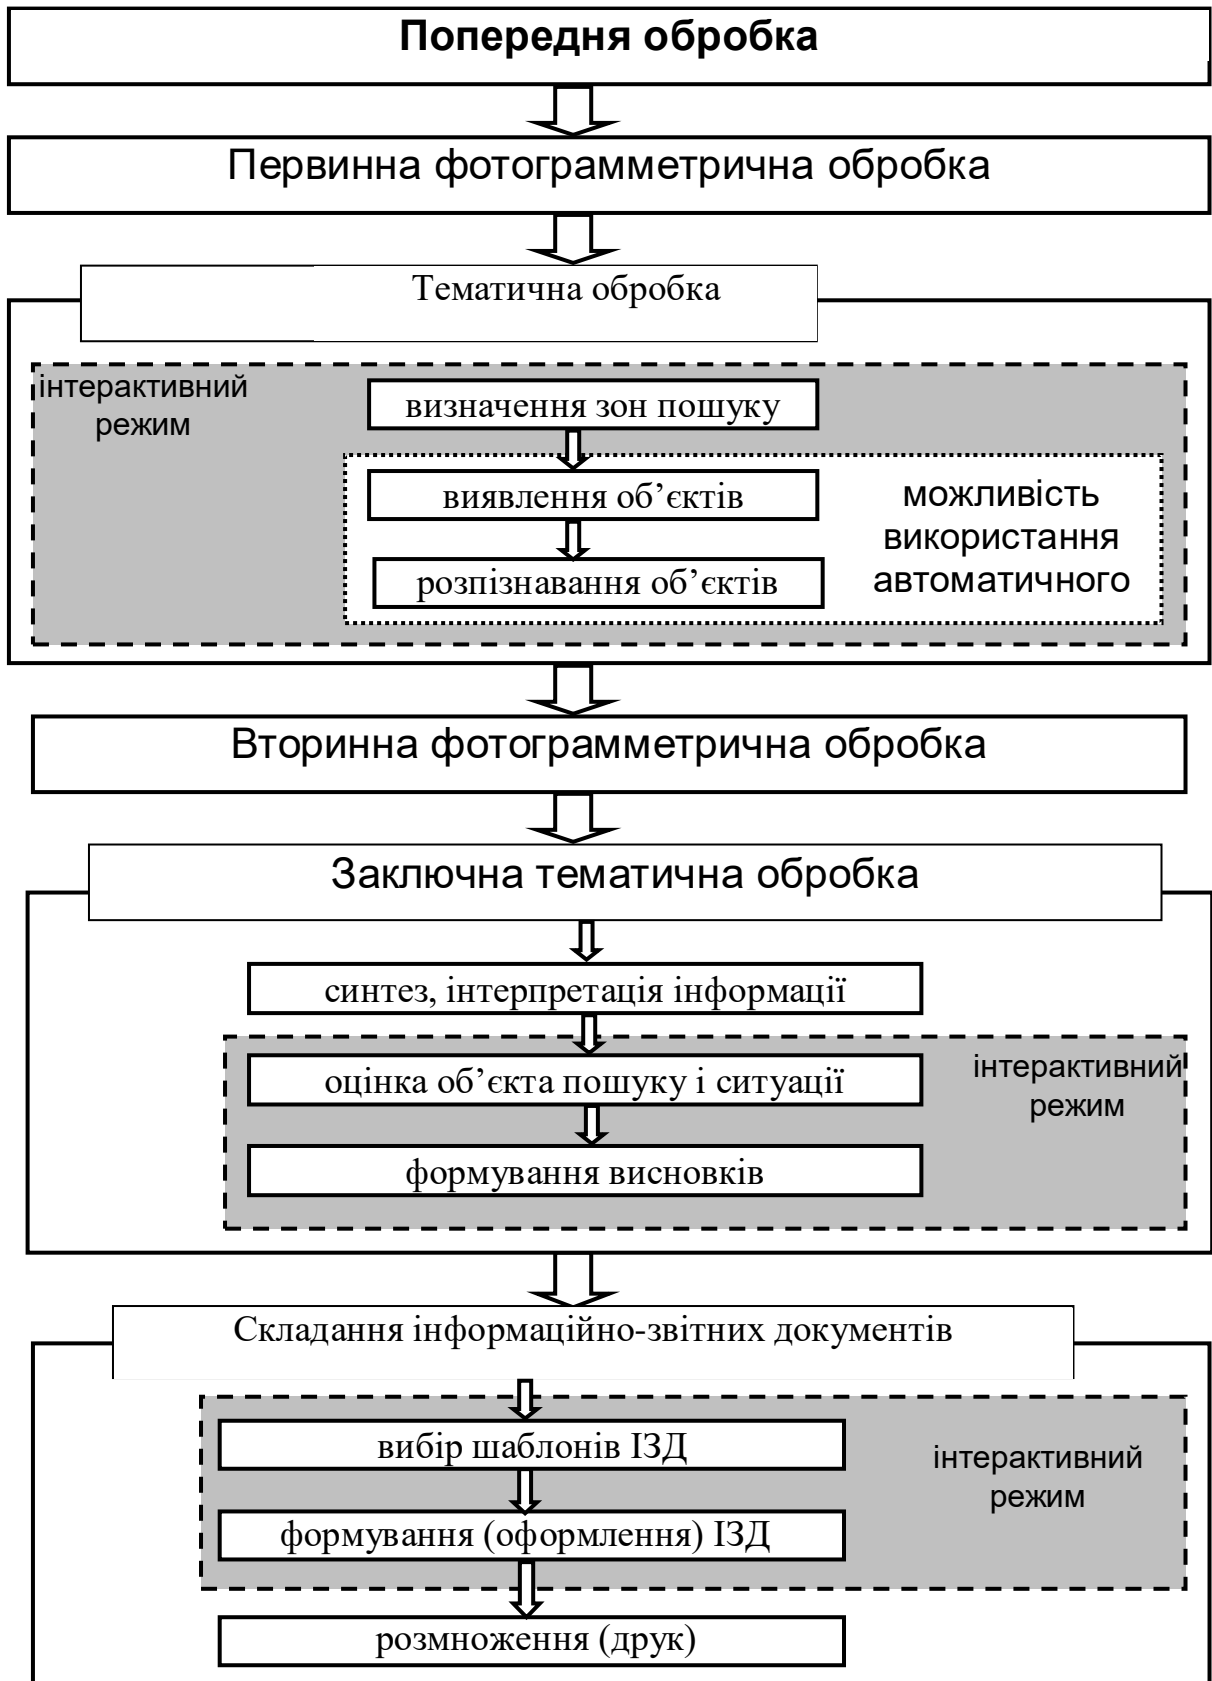 Попередня обробка
Первинна фотограмметрична обробка
Тематична обробка
інтерактивний
режим
визначення зон пошуку
виявлення об’єктів
розпізнавання об’єктів
можливість
використання
автоматичного
Вторинна фотограмметрична обробка
Заключна тематична обробка
синтез, інтерпретація інформації
оцінка об’єкта пошуку і ситуації
формування висновків
інтерактивний
режим
Складання інформаційно-звітних документів
вибір шаблонів ІЗД
формування (оформлення) ІЗД
інтерактивний
режим
розмноження (друк)